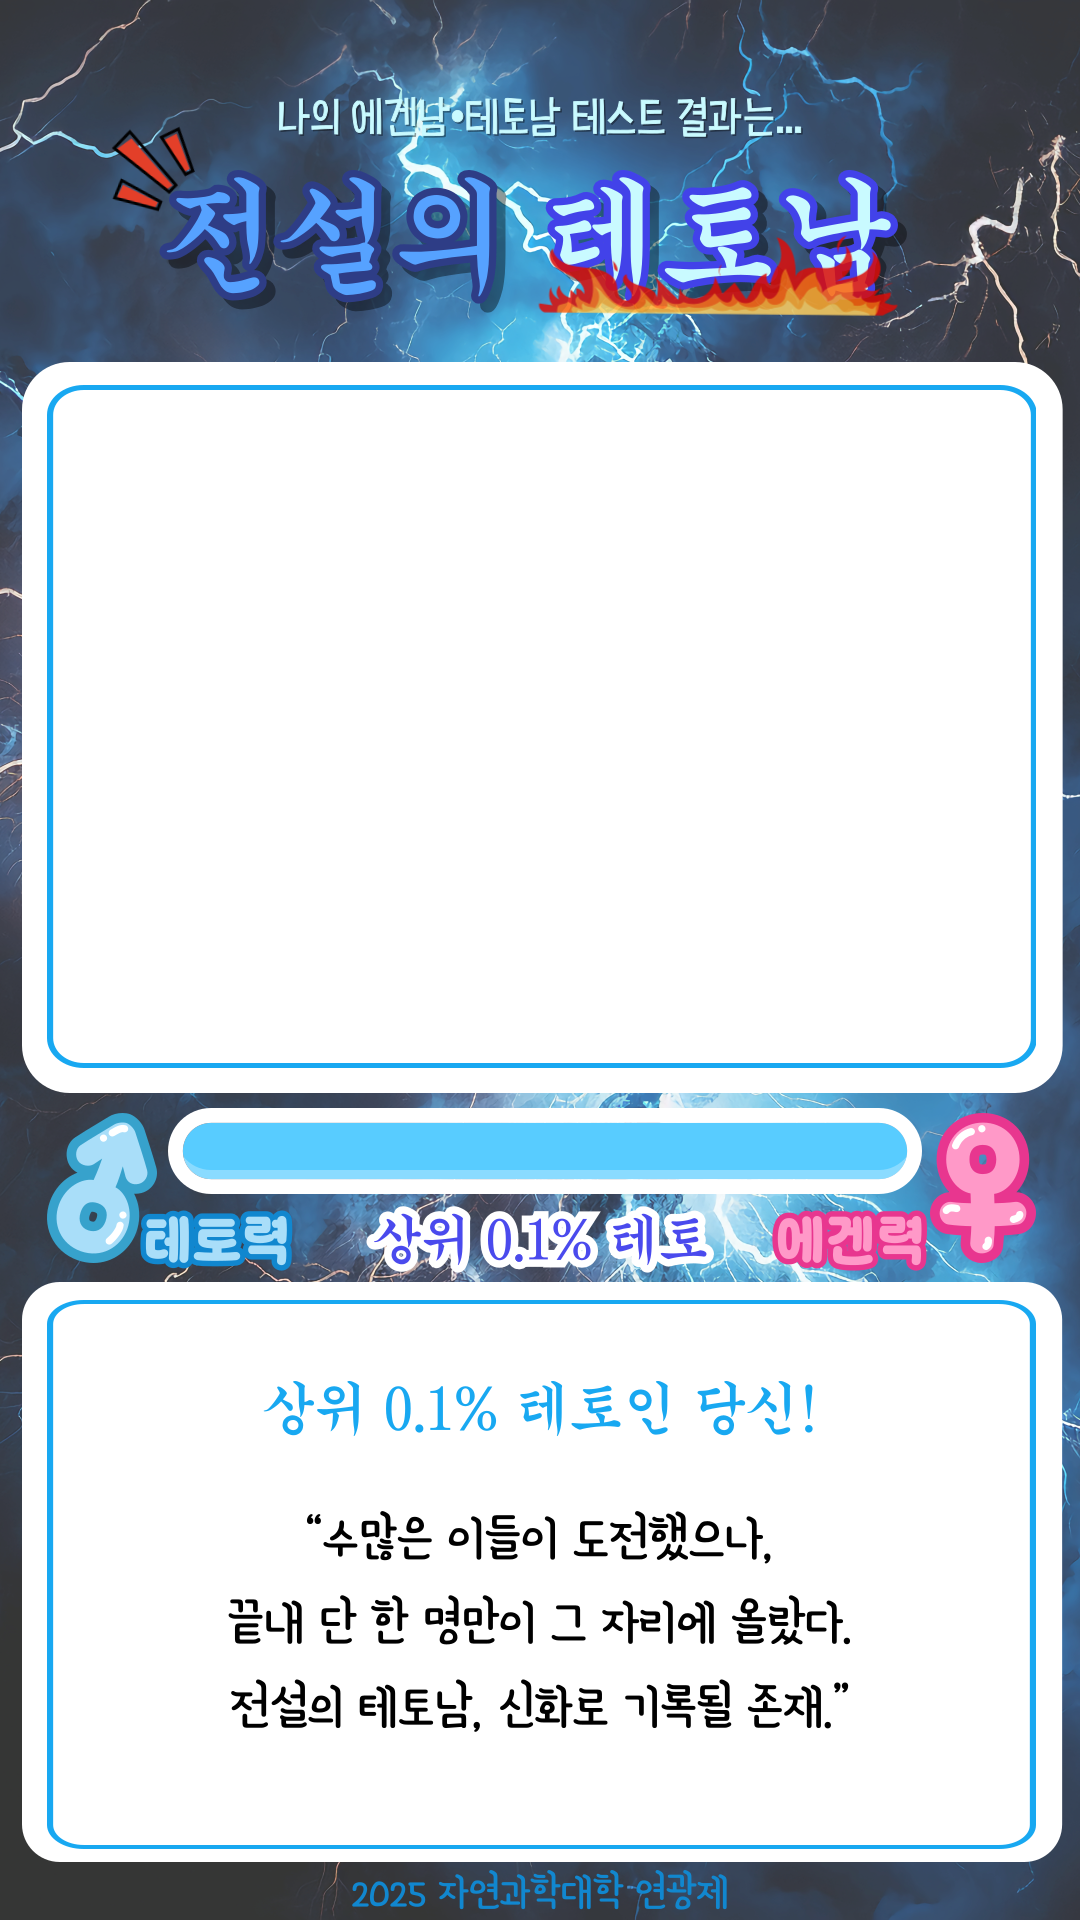 나의 에겐남•테토남 테스트 결과는...
전설의 테토남
테토력
상위 0.1% 테토
에겐력
상위 0.1% 테토인 당신!
“수많은 이들이 도전했으나,
끝내 단 한 명만이 그 자리에 올랐다.
전설의 테토남, 신화로 기록될 존재.”
2025 자연과학대학 연광제